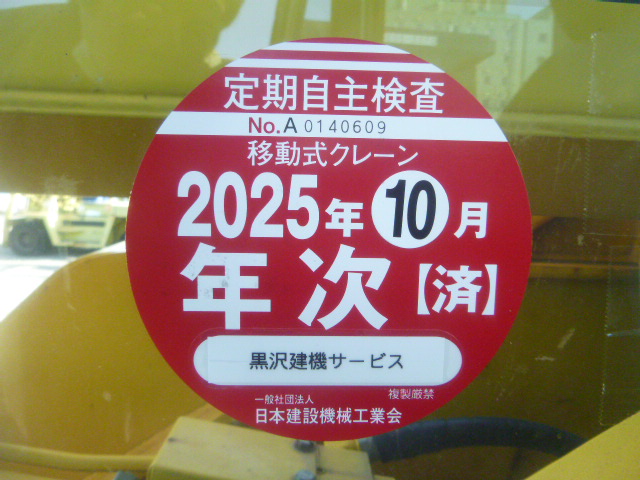 定期自主検査
No.A 0140609
移動式クレーン
2025年 10 月
年次【済】
黒沢建機サービス
複製厳禁
一般社団法人
日本建設機械工業会